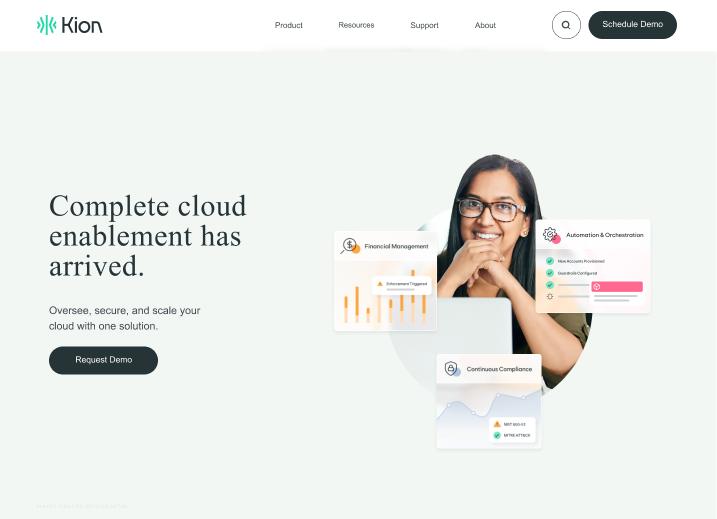 Kion
Product
Resources
Support
About
Schedule Demo
Complete cloud
enablement has
arrived.
Oversee, secure, and scale your
cloud with one solution.
Request Demo
Financial Management
Enforcement Triggered
Automation & Orchestration
New Accounts Provisioned
Guardrails Configured
Continuous Compliance
NIST 800-53
MITRE ATT&CK